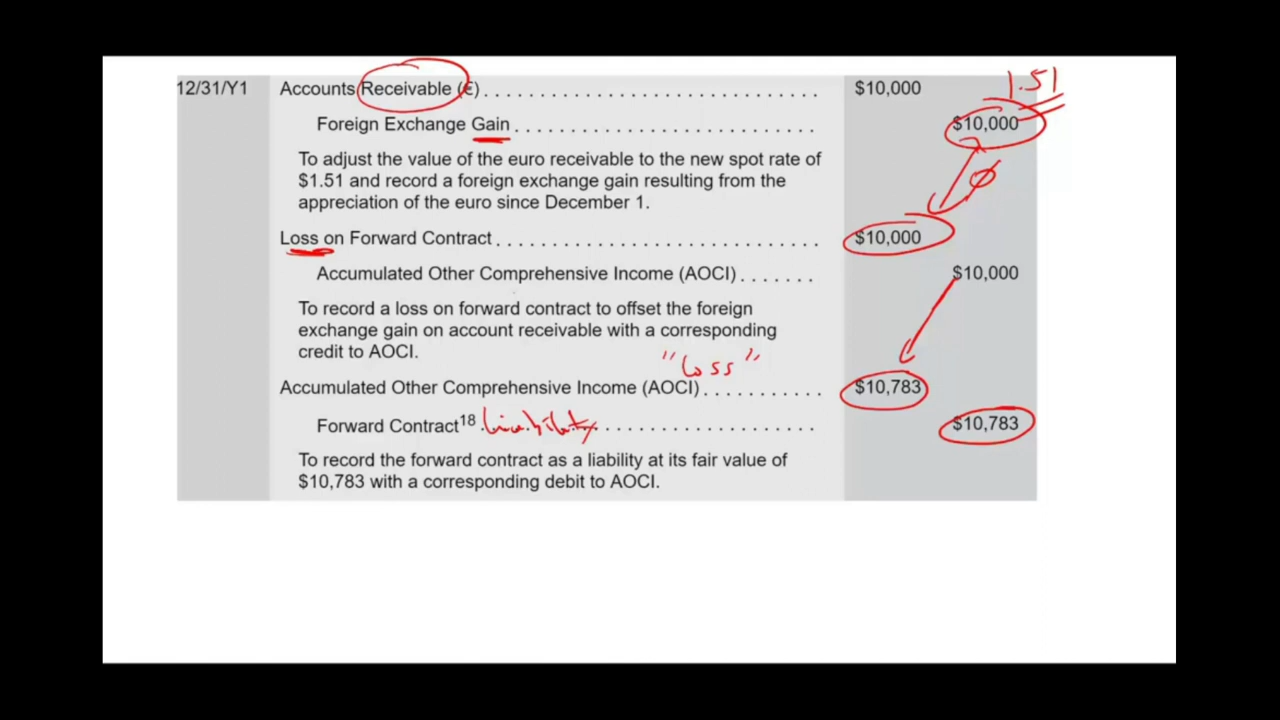 1.51
12/31/Y1 Accounts Receivable (€) . . . . . . . . . . . . . . . . . . . . . . . . . . . . . . $10,000
Foreign Exchange Gain . . . . . . . . . . . . . . . . . . . . . . . . . . . $10,000
To adjust the value of the euro receivable to the new spot rate of
$1.51 and record a foreign exchange gain resulting from the
appreciation of the euro since December 1.
Ø
Loss on Forward Contract . . . . . . . . . . . . . . . . . . . . . . . . . . . . . $10,000
Accumulated Other Comprehensive Income (AOCI) . . . . . . . $10,000
To record a loss on forward contract to offset the foreign
exchange gain on account receivable with a corresponding
credit to AOCI.
"Loss"
Accumulated Other Comprehensive Income (AOCI) . . . . . . . . . . . $10,783
Forward Contract18 liability . . . . . . . . . . . . . . . . . . . . $10,783
To record the forward contract as a liability at its fair value of
$10,783 with a corresponding debit to AOCI.